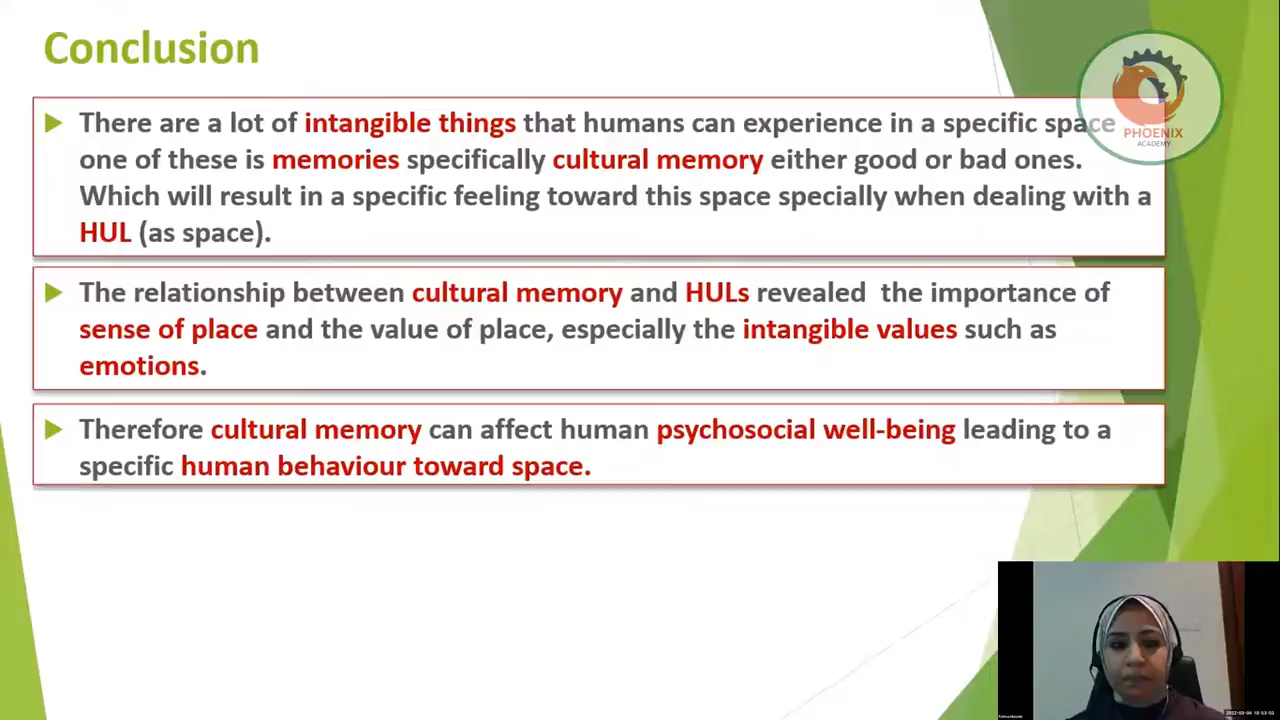 Conclusion
There are a lot of intangible things that humans can experience in a specific space
one of these is memories specifically cultural memory either good or bad ones.
Which will result in a specific feeling toward this space specially when dealing with a
HUL (as space).
The relationship between cultural memory and HULs revealed the importance of
sense of place and the value of place, especially the intangible values such as
emotions.
Therefore cultural memory can affect human psychosocial well-being leading to a
specific human behaviour toward space.
PHOENIX
ACADEMY